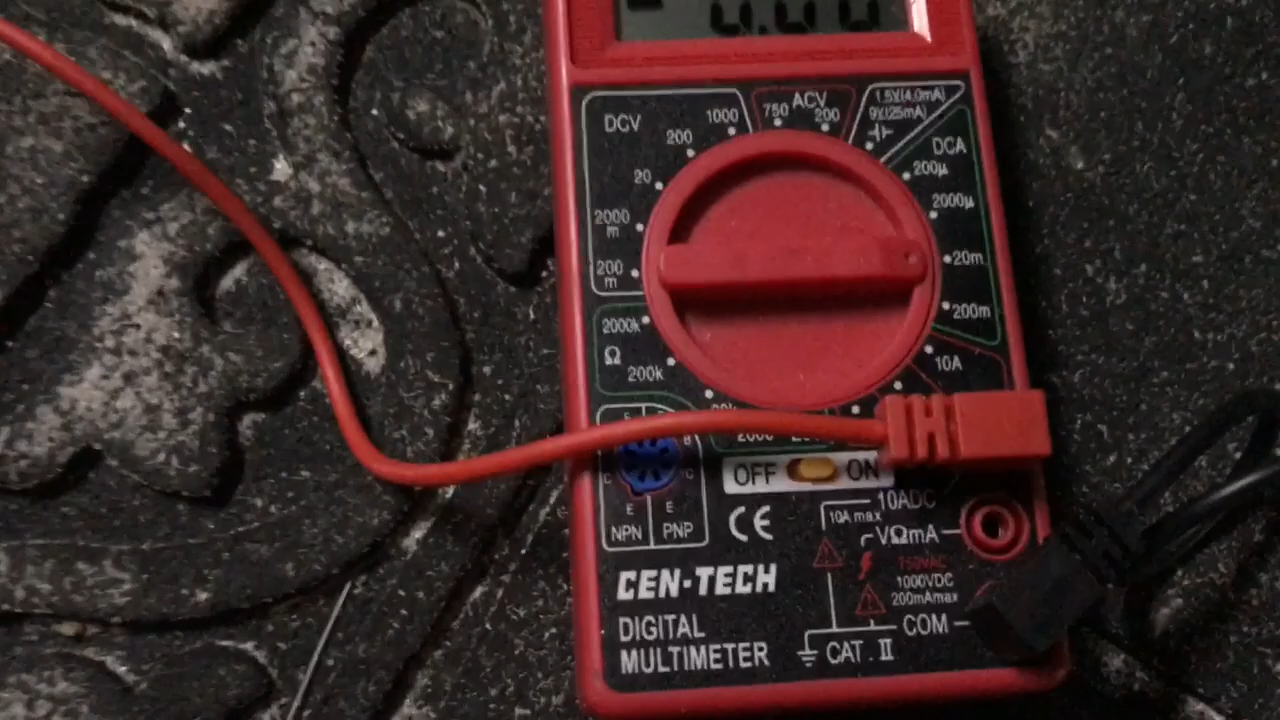 DCV
1000
750
ACV
200
1.5V(4.0mA)
9V(25mA)
200
20
DCA
200µ
2000
m
2000µ
200
m
20m
2000k
200m
Ω
200k
10A
B
C
C
OFF
ON
E
E
NPN
PNP
CE
10ADC
10A max
VΩmA
750VAC
1000VDC
200mAmax
CEN-TECH
DIGITAL
MULTIMETER
COM
CAT. II